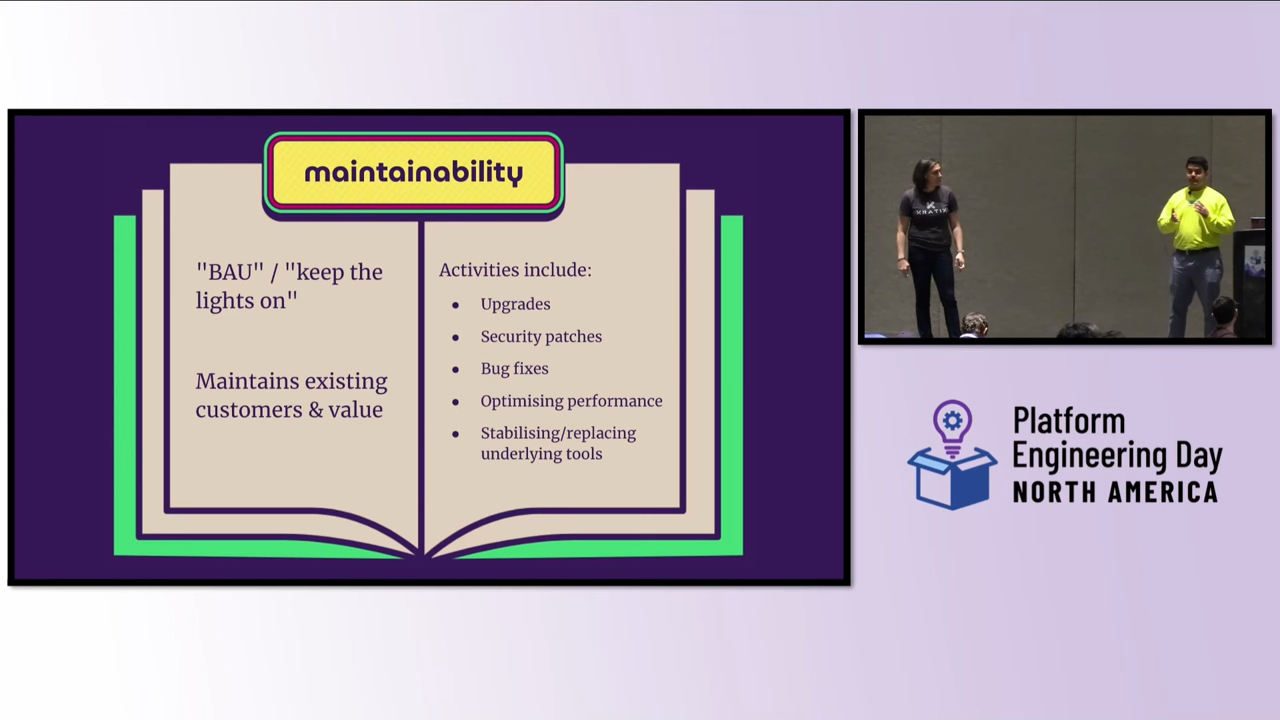 maintainability
"BAU" / "keep the
lights on"
Maintains existing
customers & value
Activities include:
● Upgrades
● Security patches
● Bug fixes
● Optimising performance
● Stabilising/replacing
underlying tools
KRATIX
Platform
Engineering Day
NORTH AMERICA